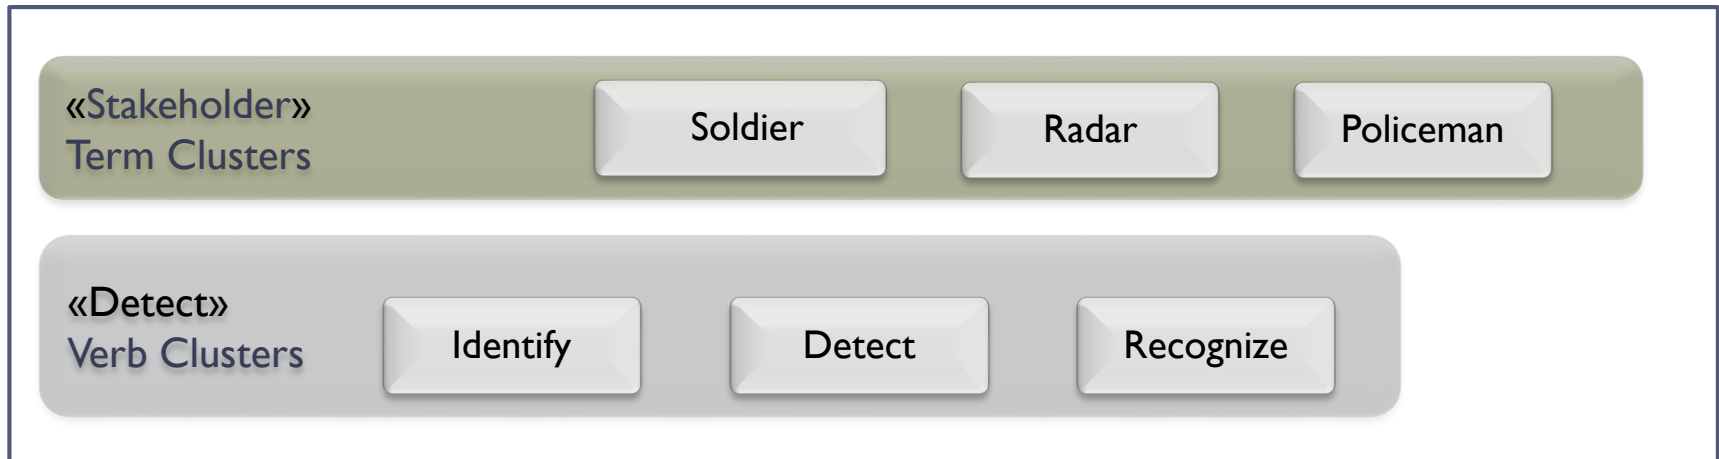 «Stakeholder»
Term Clusters
Soldier
Radar
Policeman
«Detect»
Verb Clusters
Identify
Detect
Recognize